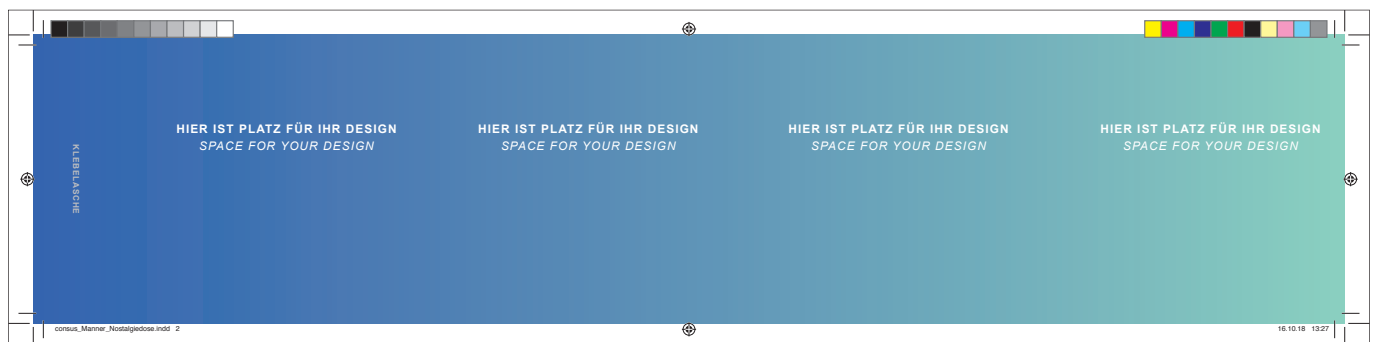 HIER IST PLATZ FÜR IHR DESIGN
SPACE FOR YOUR DESIGN
HIER IST PLATZ FÜR IHR DESIGN
SPACE FOR YOUR DESIGN
HIER IST PLATZ FÜR IHR DESIGN
SPACE FOR YOUR DESIGN
HIER IST PLATZ FÜR IHR DESIGN
SPACE FOR YOUR DESIGN
KLEBELASCHE
consus_Manner_Nostalgiedose.indd 2
16.10.18 13:27